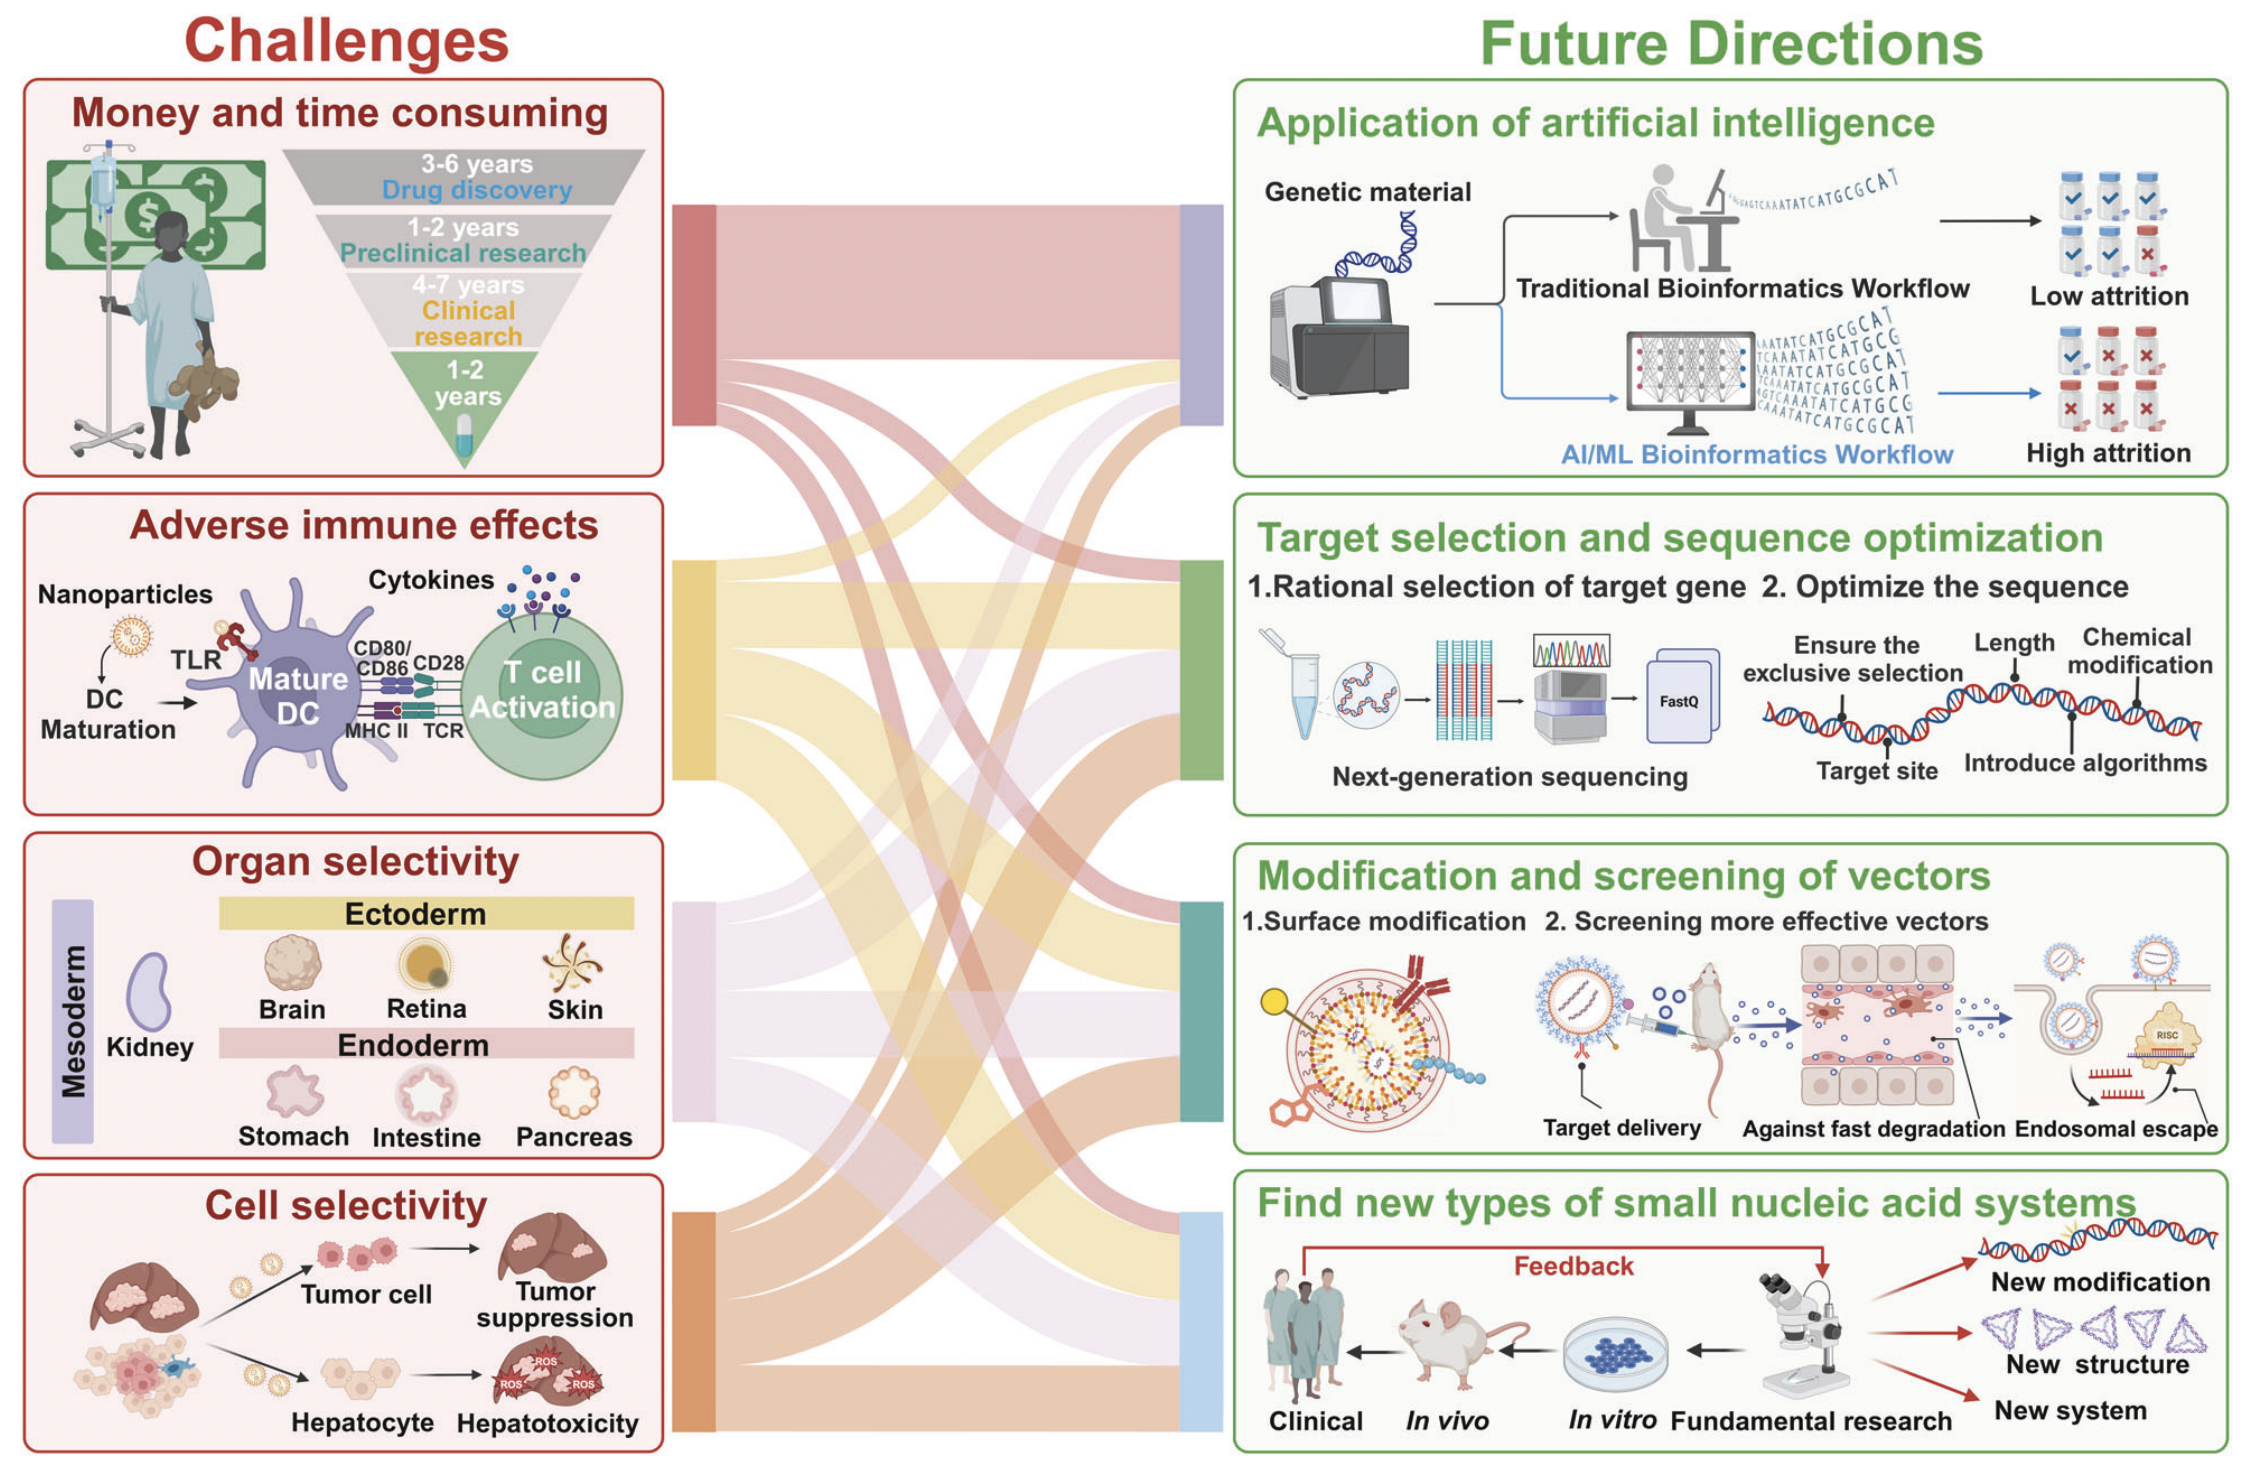 Challenges
Money and time consuming
3-6 years
Drug discovery
1-2 years
Preclinical research
4-7 years
Clinical
research
1-2
years
Adverse immune effects
Nanoparticles
Cytokines
TLR
CD80/
CD86
CD28
DC
Maturation
Mature
DC
MHC II
TCR
T cell
Activation
Organ selectivity
Mesoderm
Kidney
Ectoderm
Brain
Retina
Skin
Endoderm
Stomach
Intestine
Pancreas
Cell selectivity
Tumor cell
Tumor
suppression
Hepatocyte
ROS
ROS
ROS
Hepatotoxicity
Future Directions
Application of artificial intelligence
Genetic material
Traditional Bioinformatics Workflow
Low attrition
AI/ML Bioinformatics Workflow
High attrition
Target selection and sequence optimization
1.Rational selection of target gene
2. Optimize the sequence
FastQ
Next-generation sequencing
Ensure the
exclusive selection
Length
Chemical
modification
Target site
Introduce algorithms
Modification and screening of vectors
1.Surface modification
2. Screening more effective vectors
RISC
Target delivery
Against fast degradation
Endosomal escape
Find new types of small nucleic acid systems
Feedback
Clinical
In vivo
In vitro
Fundamental research
New modification
New structure
New system